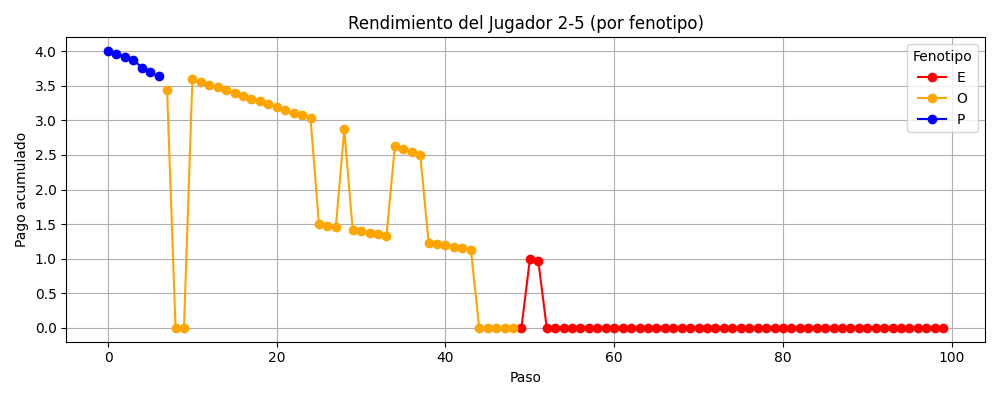 Rendimiento del Jugador 2-5 (por fenotipo)
Pago acumulado
4.0
3.5
3.0
2.5
2.0
1.5
1.0
0.5
0.0
Fenotipo
E
O
P
0 20 40 60 80 100
Paso